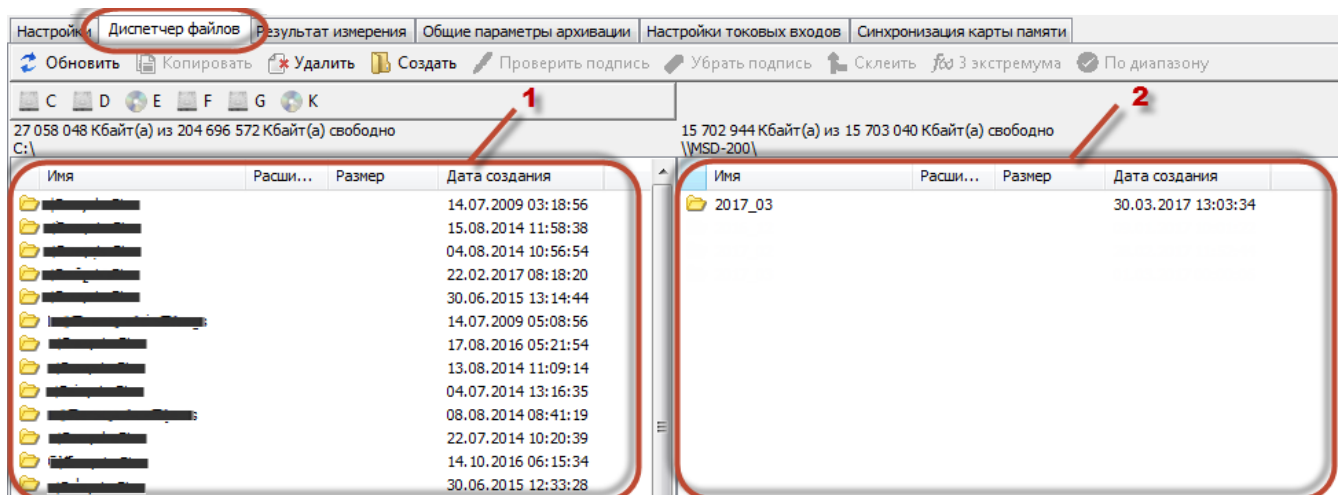 Настройки Диспетчер файлов Результат измерения Общие параметры архивации Настройки токовых входов Синхронизация карты памяти
Обновить Копировать Удалить Создать Проверить подпись Убрать подпись Склеить f(x) 3 экстремума По диапазону
C D E F G K
1
2
27 058 048 Кбайт(а) из 204 696 572 Кбайт(а) свободно
C:\
15 702 944 Кбайт(а) из 15 703 040 Кбайт(а) свободно
\\MSD-200\
Имя Расши... Размер Дата создания
14.07.2009 03:18:56
15.08.2014 11:58:38
04.08.2014 10:56:54
22.02.2017 08:18:20
30.06.2015 13:14:44
14.07.2009 05:08:56
17.08.2016 05:21:54
13.08.2014 11:09:14
04.07.2014 13:16:35
08.08.2014 08:41:19
22.07.2014 10:20:39
14.10.2016 06:15:34
30.06.2015 12:33:28
Имя Расши... Размер Дата создания
2017_03 30.03.2017 13:03:34